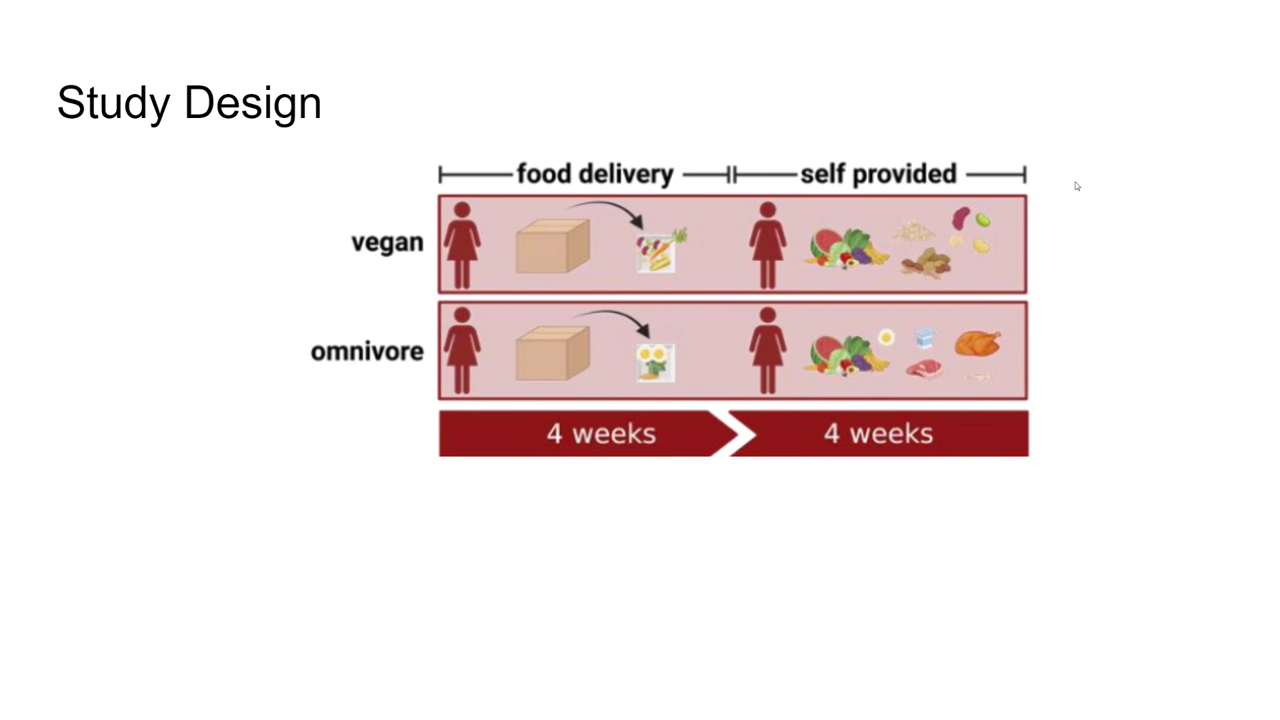 Study Design
food delivery
self provided
vegan
omnivore
4 weeks
4 weeks